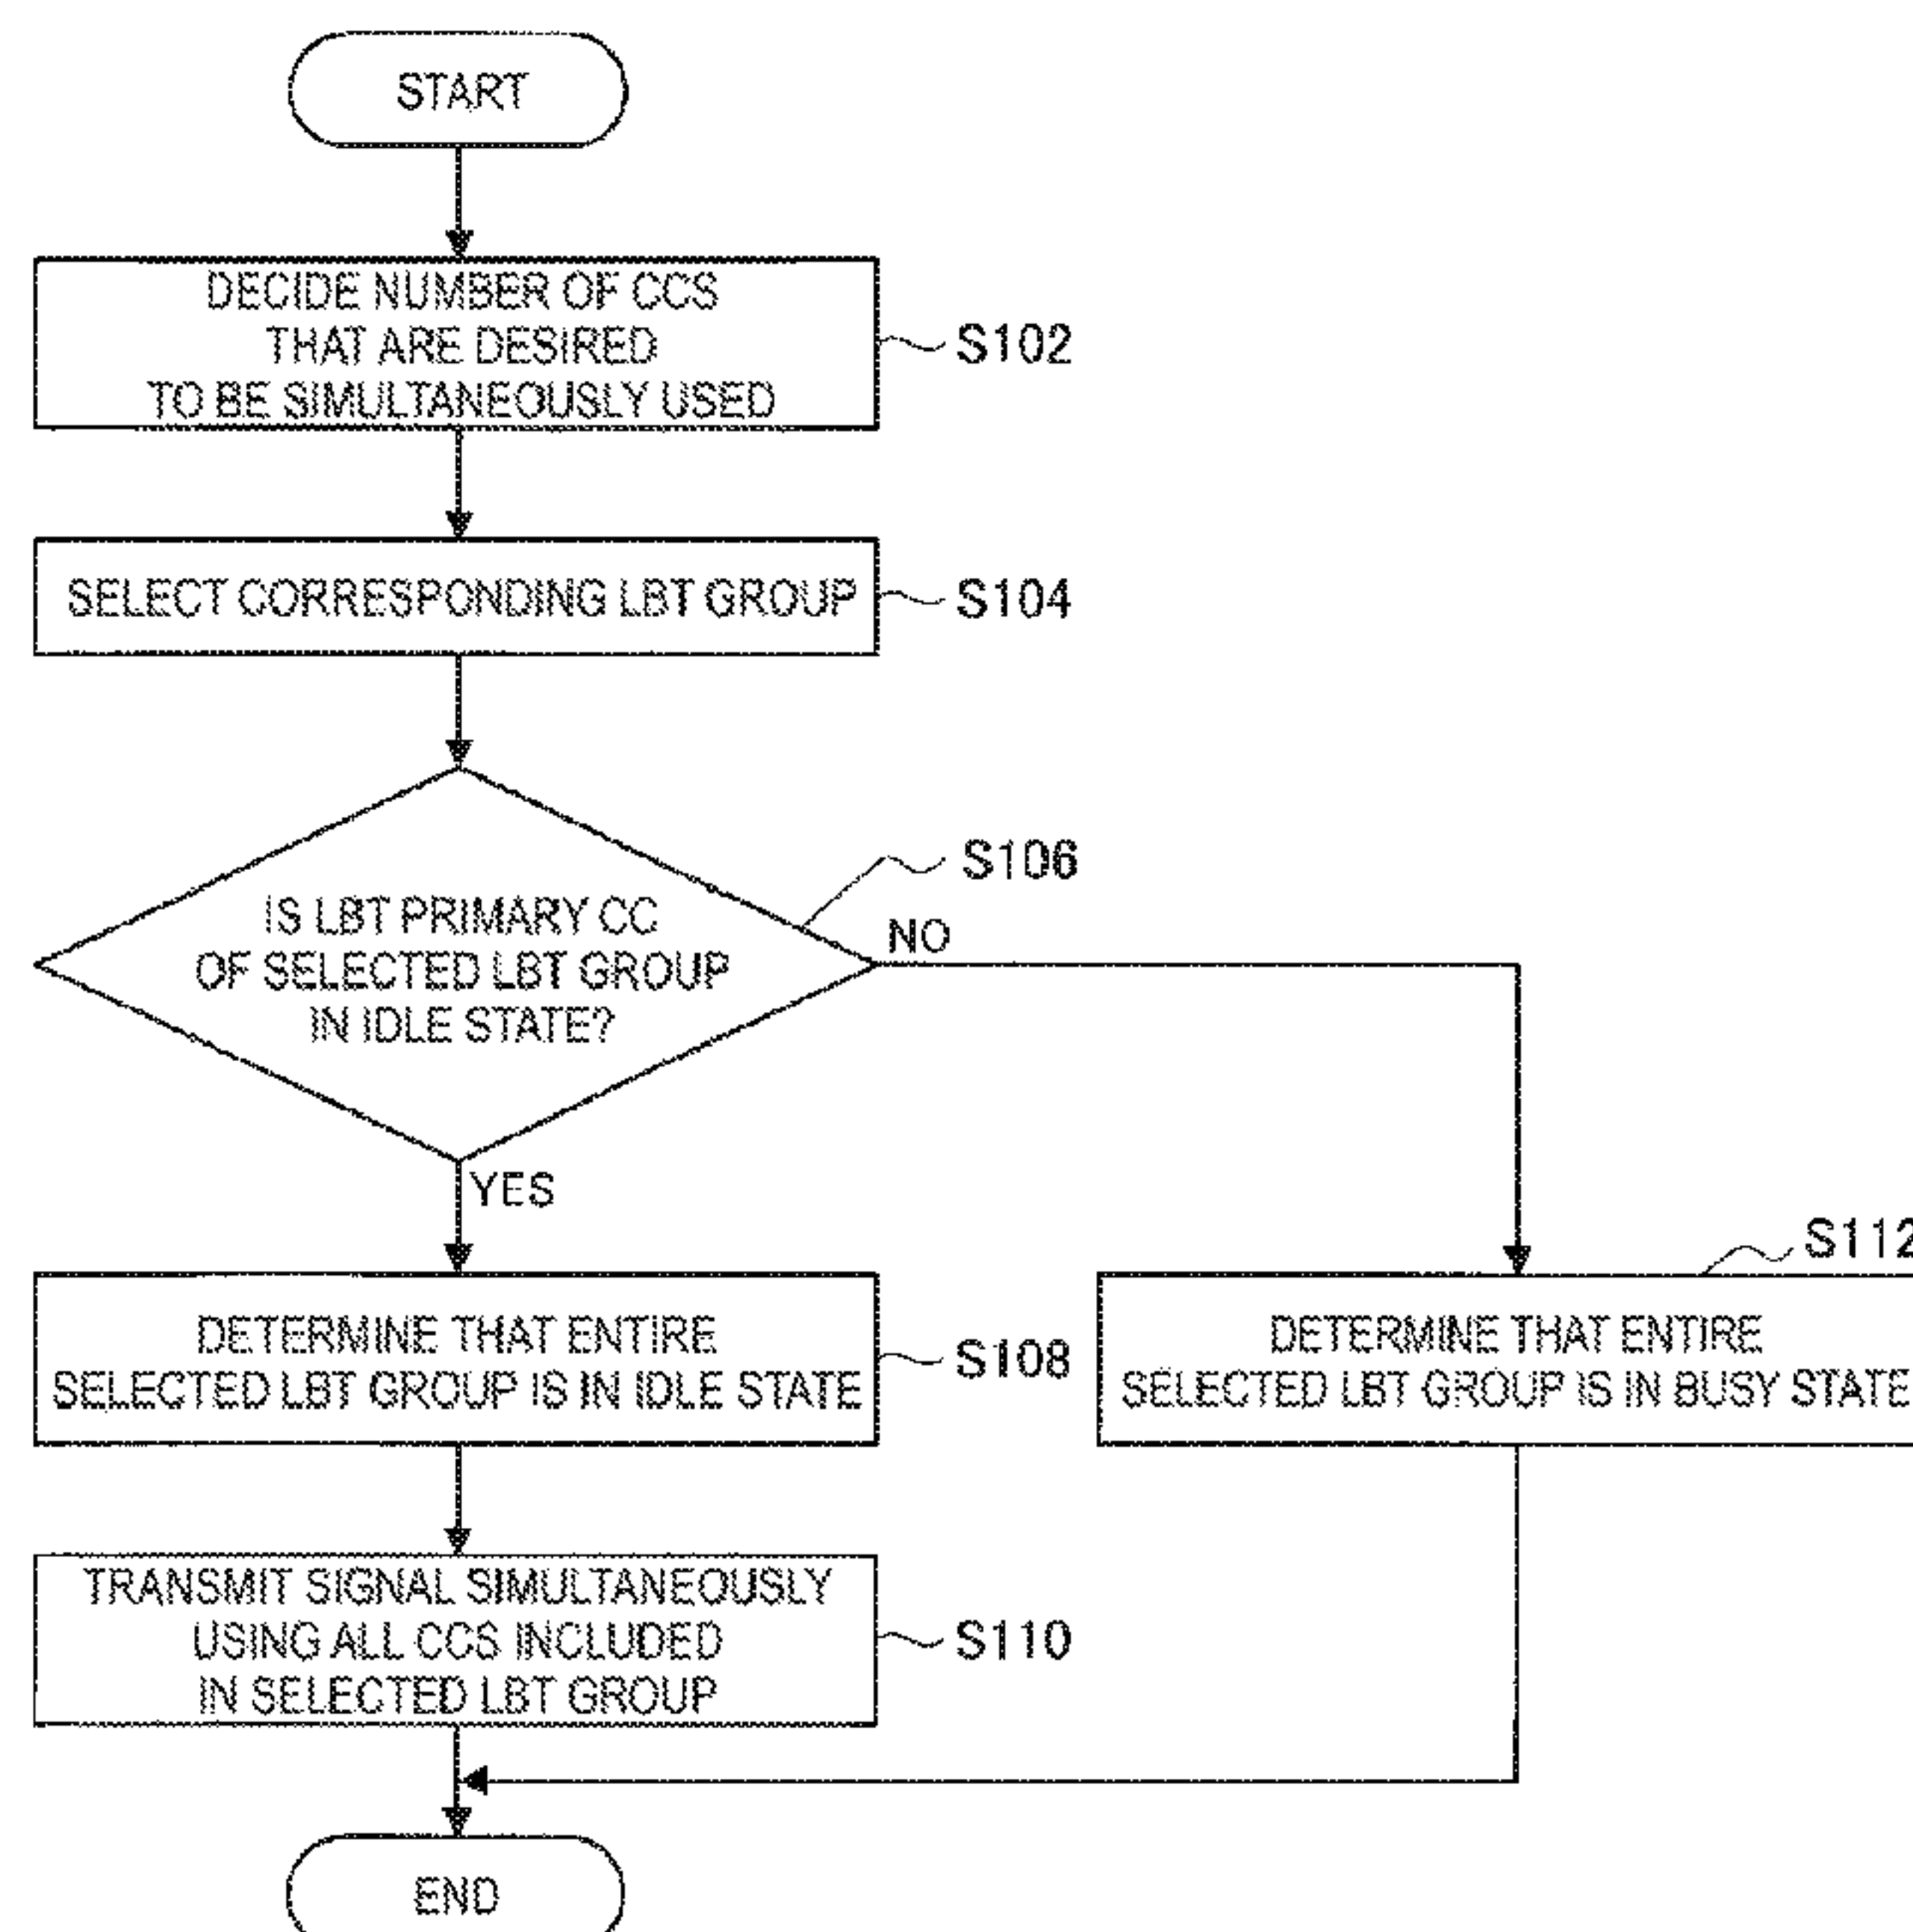 START
DECIDE NUMBER OF CCS
THAT ARE DESIRED
TO BE SIMULTANEOUSLY USED
S102
SELECT CORRESPONDING LBT GROUP
S104
S106
IS LBT PRIMARY CC
OF SELECTED LBT GROUP
IN IDLE STATE?
NO
YES
DETERMINE THAT ENTIRE
SELECTED LBT GROUP IS IN IDLE STATE
S108
S112
DETERMINE THAT ENTIRE
SELECTED LBT GROUP IS IN BUSY STATE
TRANSMIT SIGNAL SIMULTANEOUSLY
USING ALL CCS INCLUDED
IN SELECTED LBT GROUP
S110
END